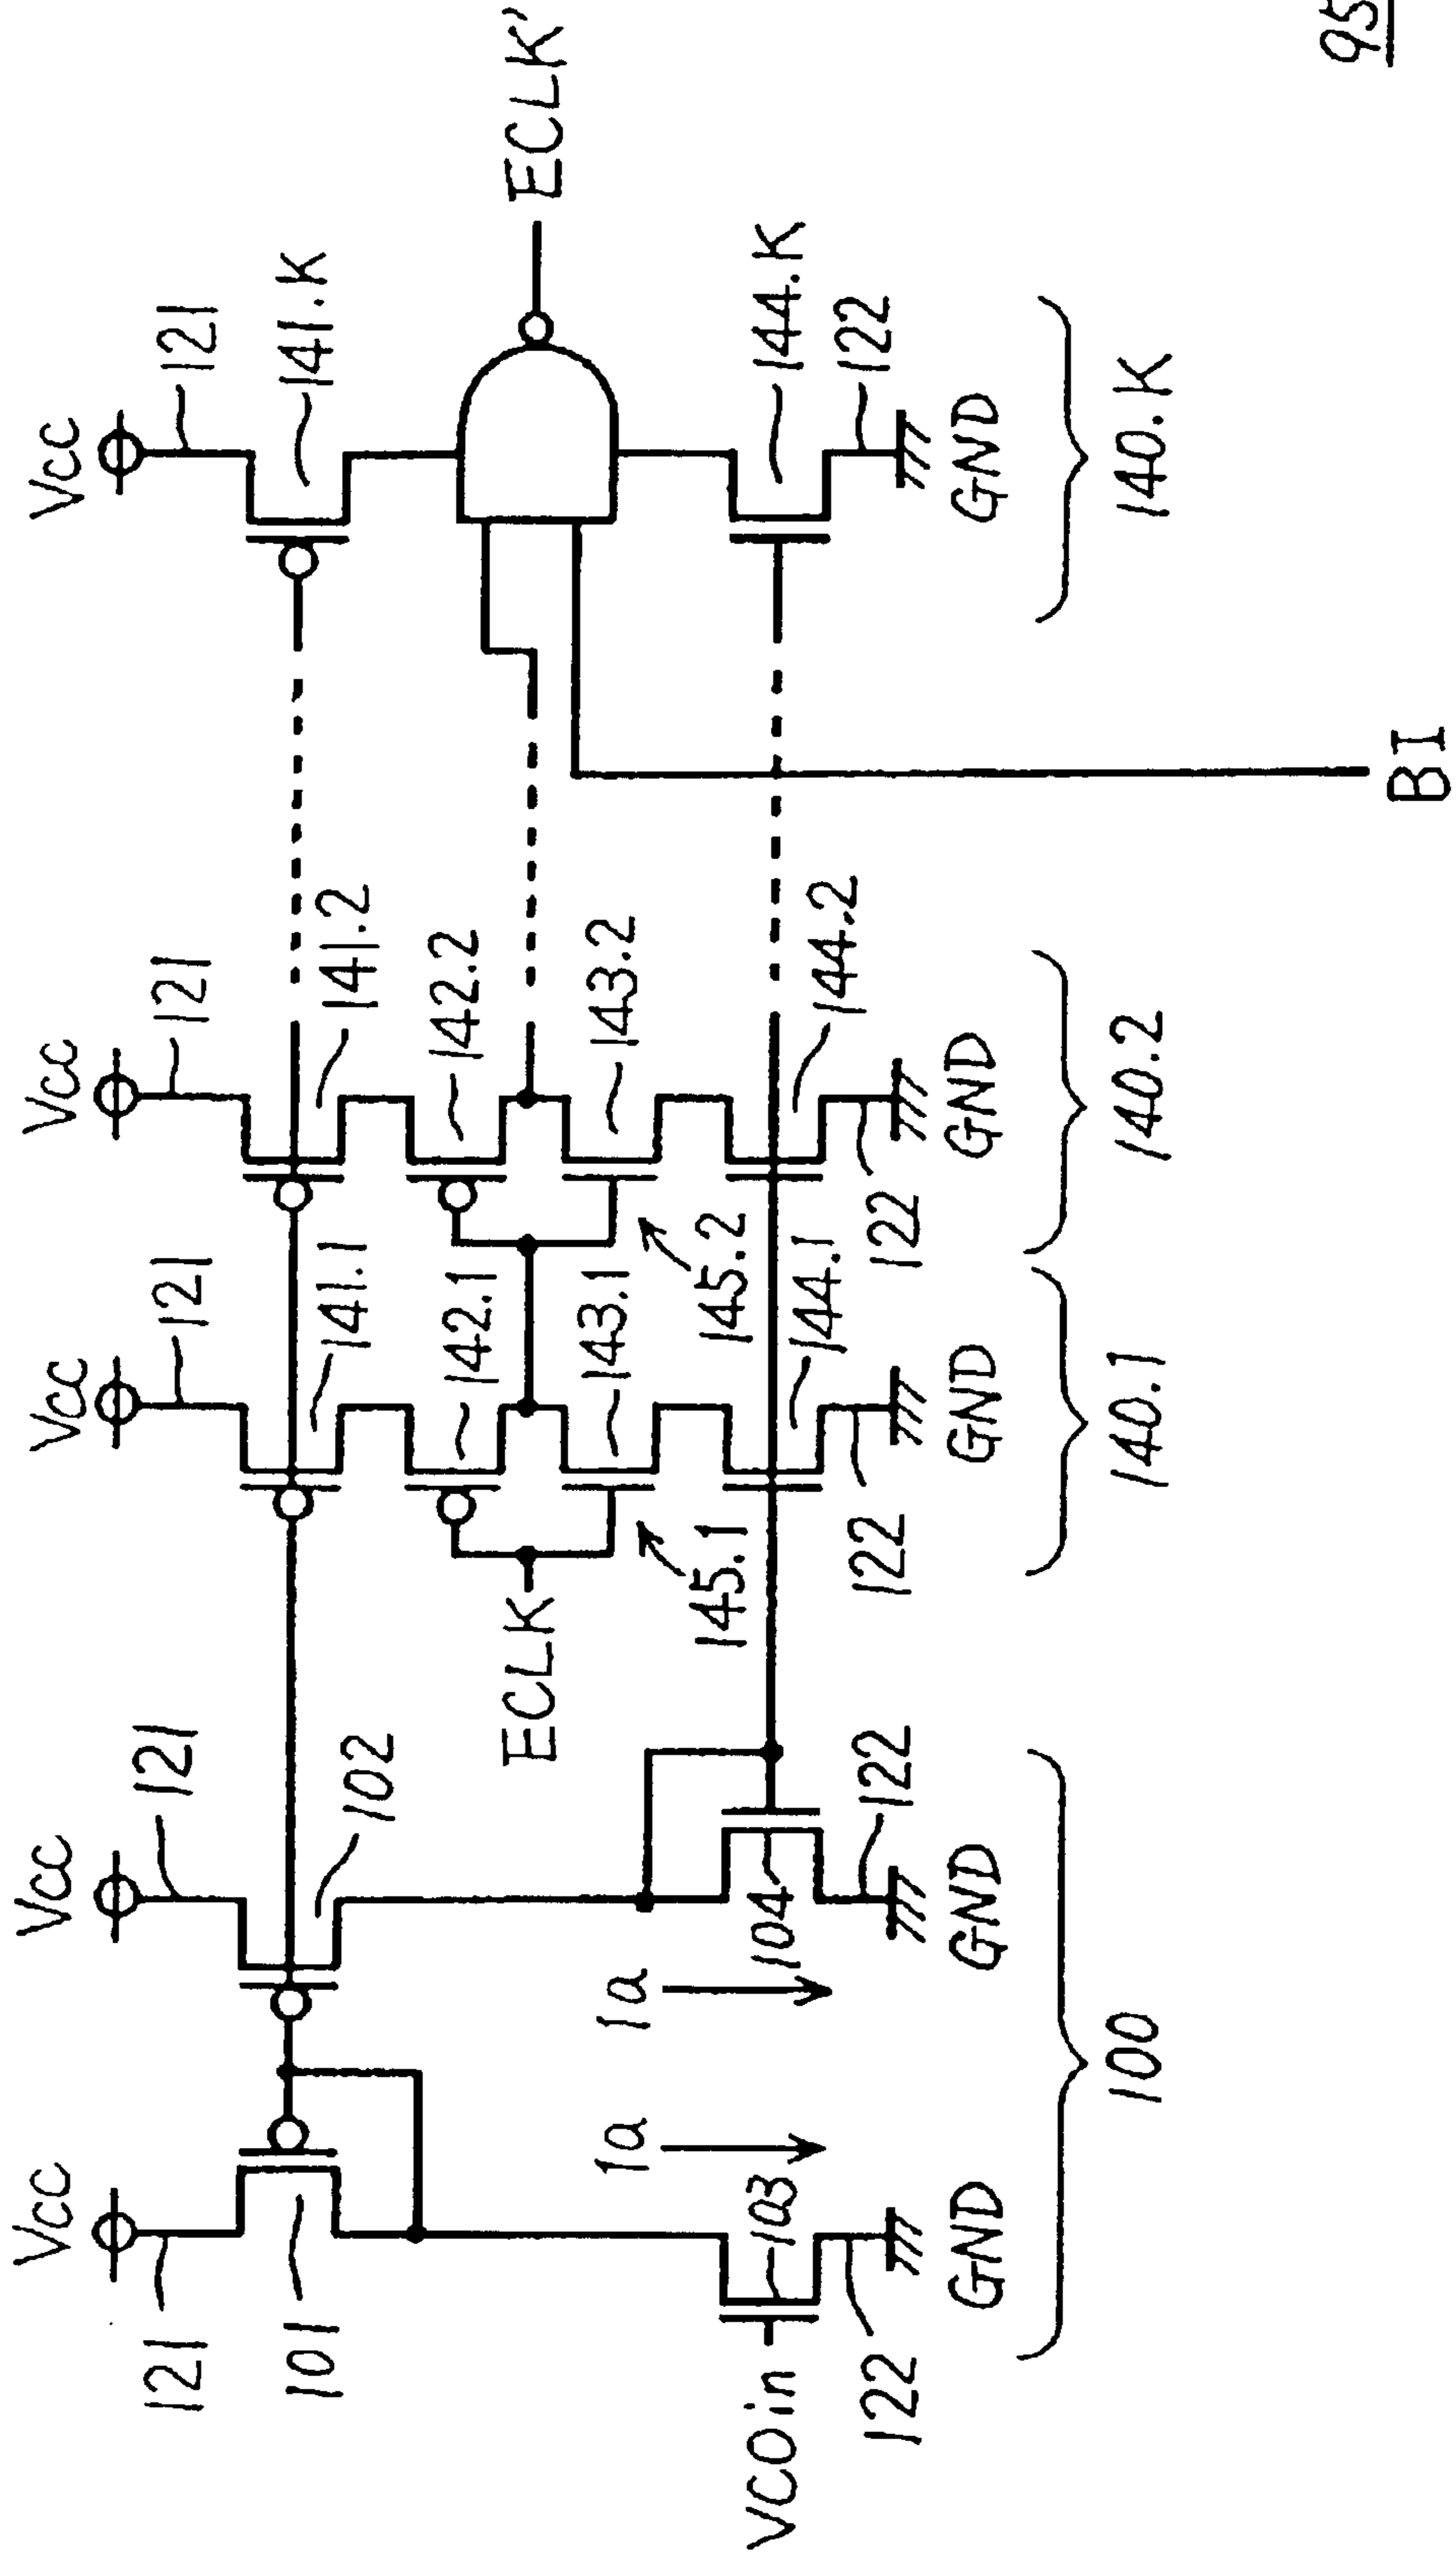 Vcc Vcc Vcc Vcc Vcc
121 121 121 121 121
101 102 141.1 141.2 141.K
142.1 142.2
ECLK ECLK'
143.1 143.2
1a 1a
145.1 145.2
VCOin 103 104 144.1 144.2 144.K
122 122 122 122 122
GND GND GND GND GND
100 140.1 140.2 140.K
BI
95